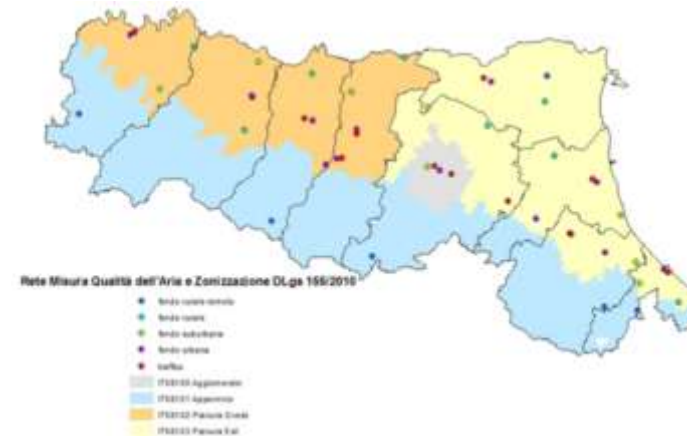 Rete Misura Qualità dell'Aria e Zonizzazione DLgs 155/2010
fondo rurale remoto
fondo rurale
fondo suburbano
fondo urbano
traffico
Agglomerato
Appennino
Pianura Ovest
Pianura Est